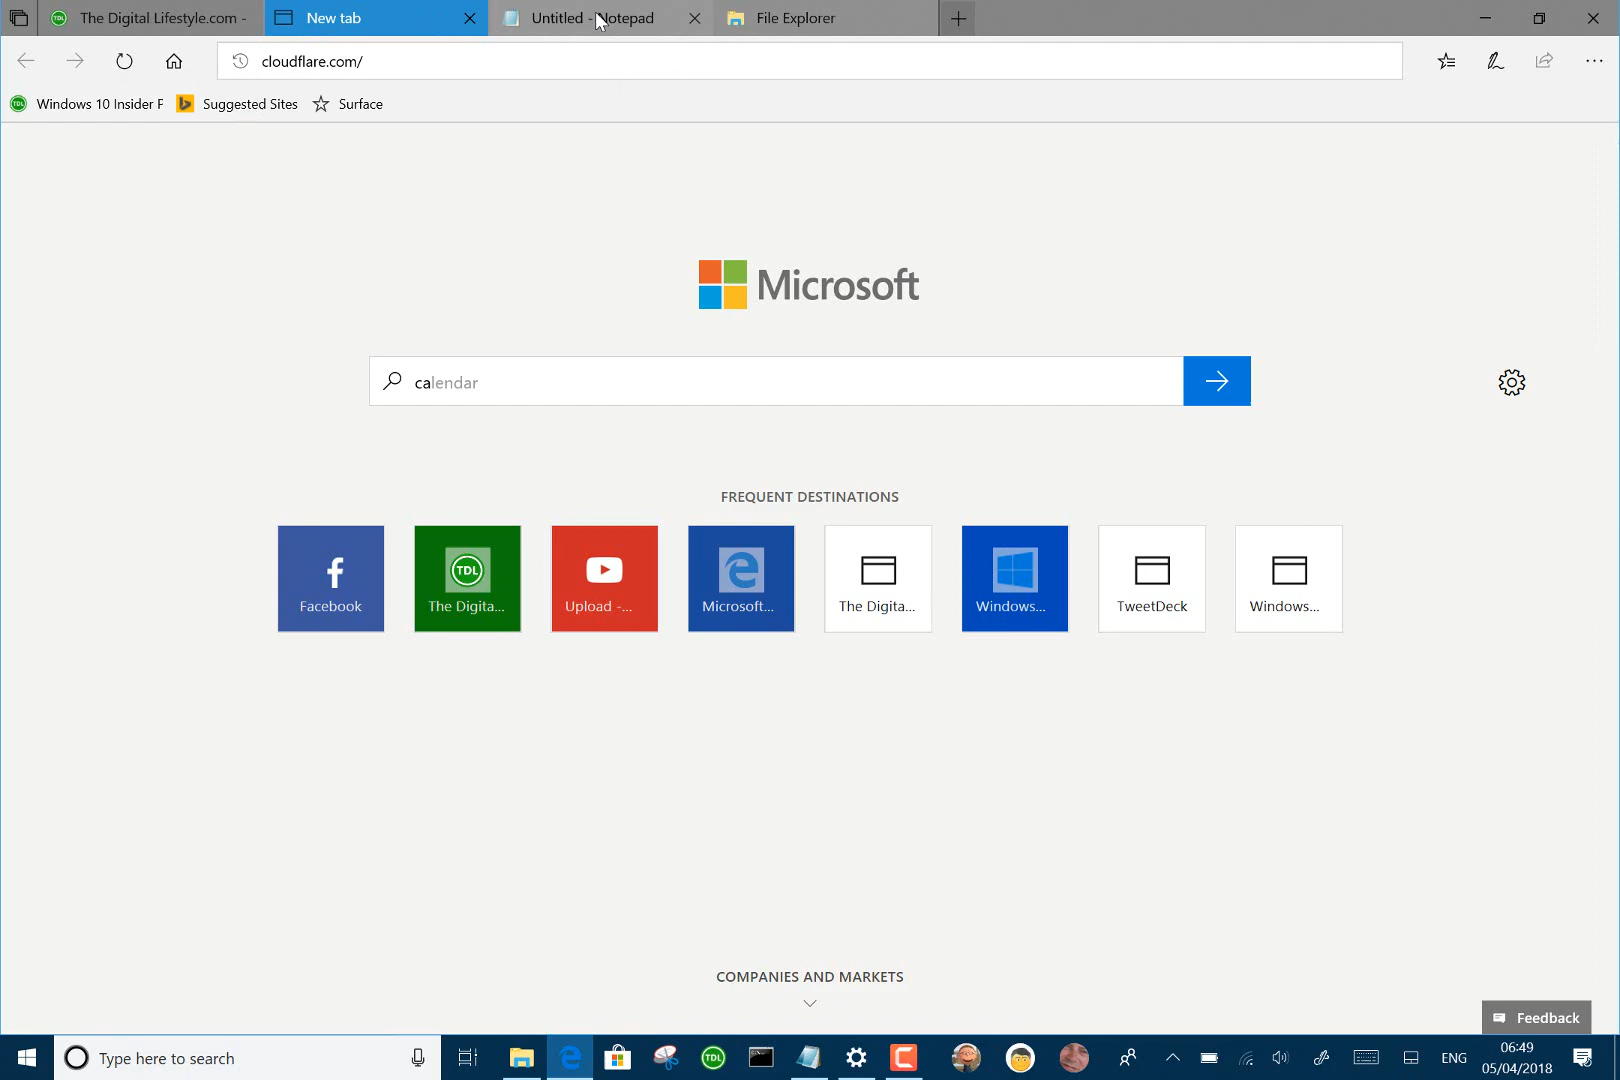 The Digital Lifestyle.com -
New tab
Untitled - Notepad
File Explorer
cloudflare.com/
Windows 10 Insider P
Suggested Sites
Surface
Microsoft
calendar
FREQUENT DESTINATIONS
Facebook
TDL
The Digita...
Upload -...
Microsoft...
The Digita...
Windows...
TweetDeck
Windows...
COMPANIES AND MARKETS
Feedback
Type here to search
TDL
ENG
06:49
05/04/2018